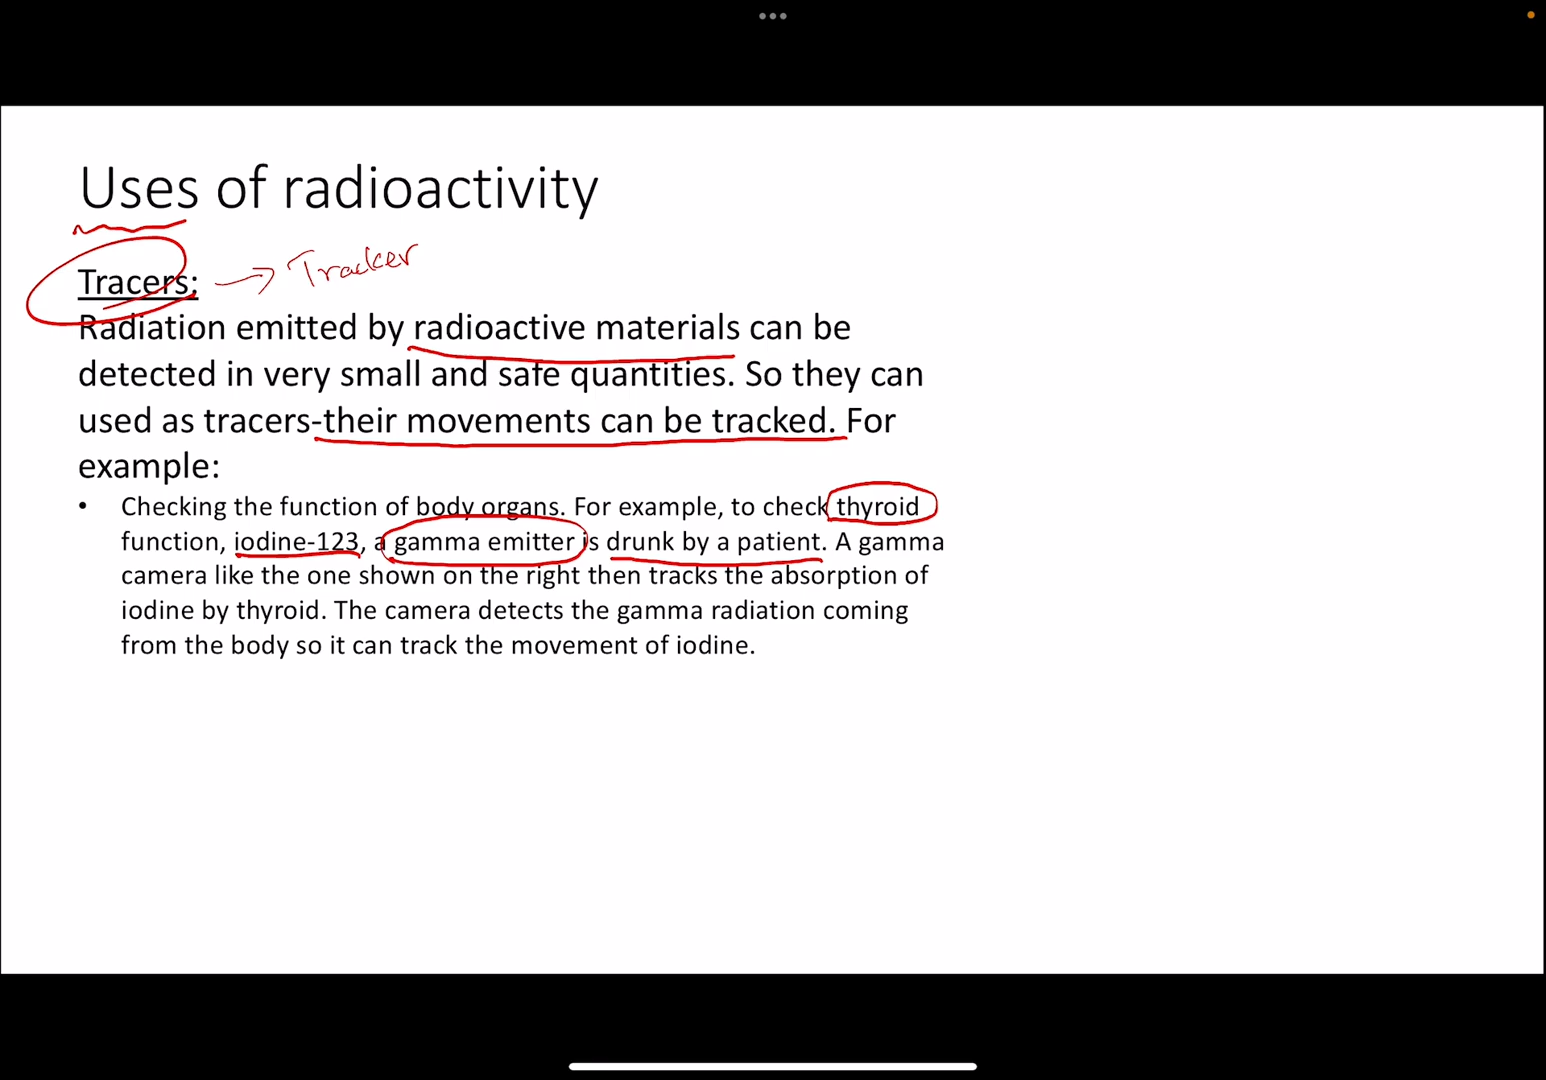 Uses of radioactivity
Tracers: → Tracker
Radiation emitted by radioactive materials can be
detected in very small and safe quantities. So they can
used as tracers-their movements can be tracked. For
example:
• Checking the function of body organs. For example, to check thyroid
function, iodine-123, a gamma emitter is drunk by a patient. A gamma
camera like the one shown on the right then tracks the absorption of
iodine by thyroid. The camera detects the gamma radiation coming
from the body so it can track the movement of iodine.